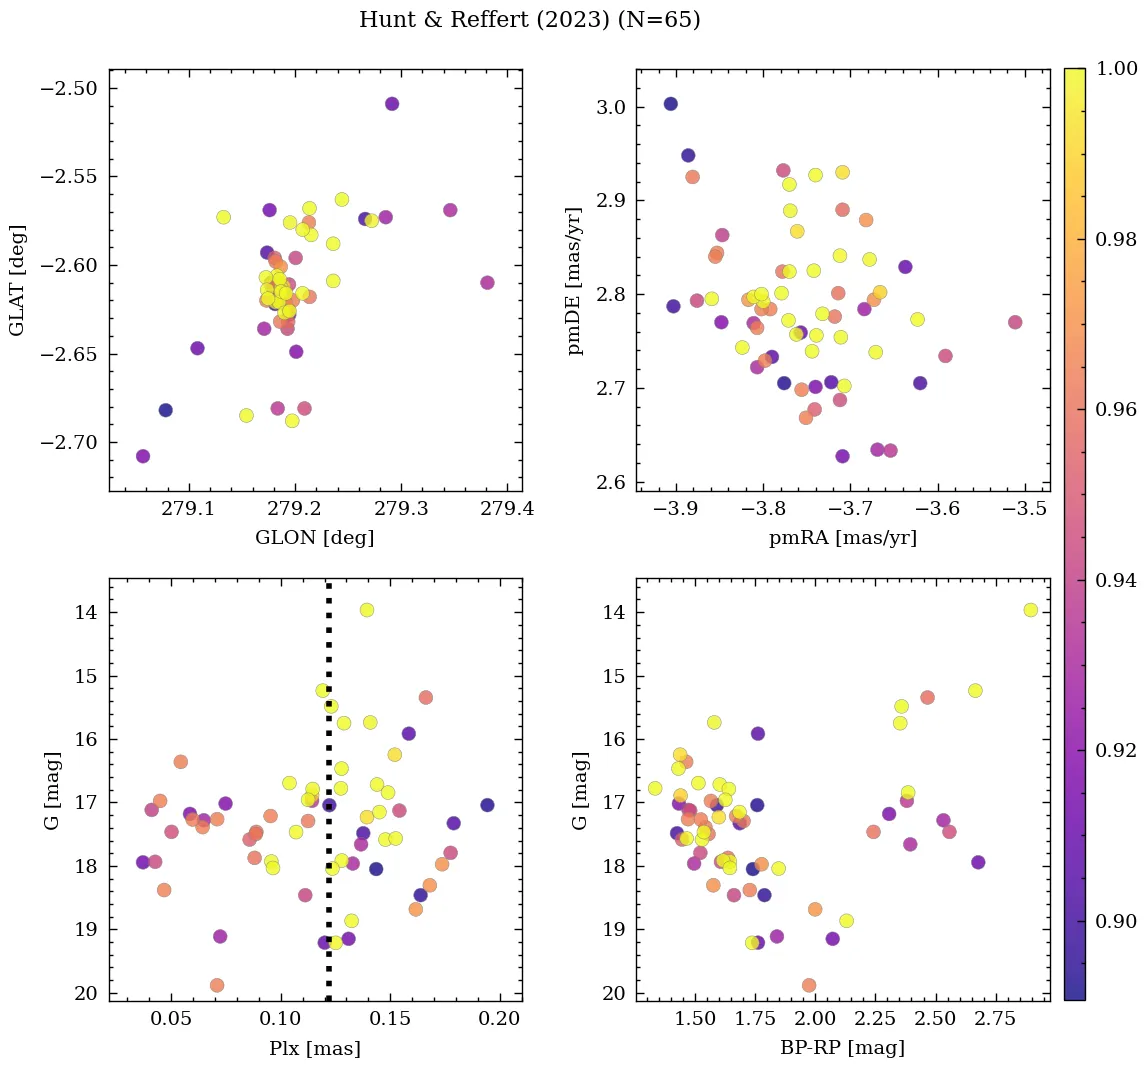 Hunt & Reffert (2023) (N=65)
−2.50
−2.55
−2.60
−2.65
−2.70
GLAT [deg]
279.1 279.2 279.3 279.4
GLON [deg]
3.0
2.9
2.8
2.7
2.6
pmDE [mas/yr]
−3.9 −3.8 −3.7 −3.6 −3.5
pmRA [mas/yr]
14
15
16
17
18
19
20
G [mag]
0.05 0.10 0.15 0.20
Plx [mas]
14
15
16
17
18
19
20
G [mag]
1.50 1.75 2.00 2.25 2.50 2.75
BP-RP [mag]
1.00
0.98
0.96
0.94
0.92
0.90